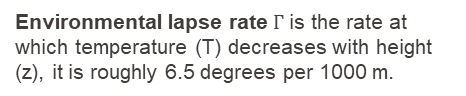 Environmental lapse rate Γ is the rate at
which temperature (T) decreases with height
(z), it is roughly 6.5 degrees per 1000 m.